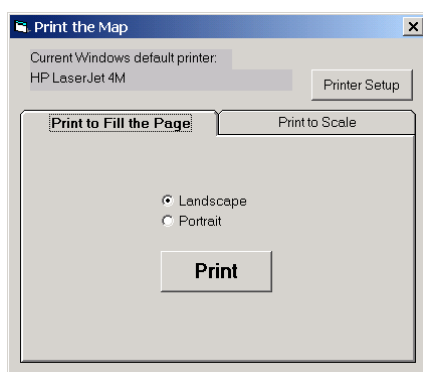 Print the Map
Current Windows default printer:
HP LaserJet 4M
Printer Setup
Print to Fill the Page
Print to Scale
Landscape
Portrait
Print